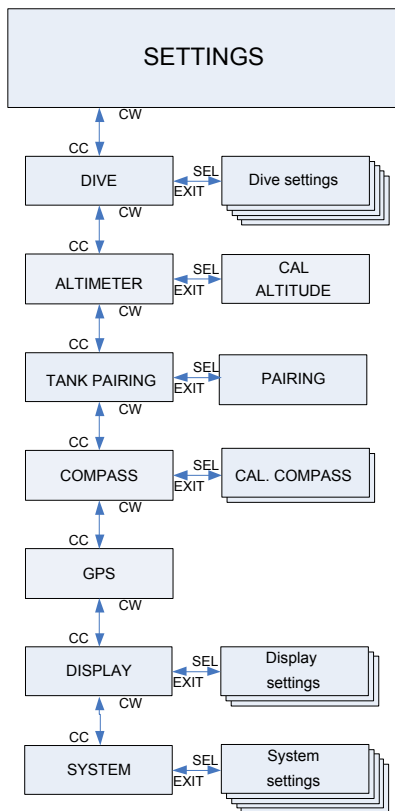 SETTINGS
CW
CC
DIVE
SEL
EXIT
Dive settings
CW
CC
ALTIMETER
SEL
EXIT
CAL
ALTITUDE
CW
CC
TANK PAIRING
SEL
EXIT
PAIRING
CW
CC
COMPASS
SEL
EXIT
CAL. COMPASS
CW
CC
GPS
CW
CC
DISPLAY
SEL
EXIT
Display
settings
CW
CC
SYSTEM
SEL
EXIT
System
settings